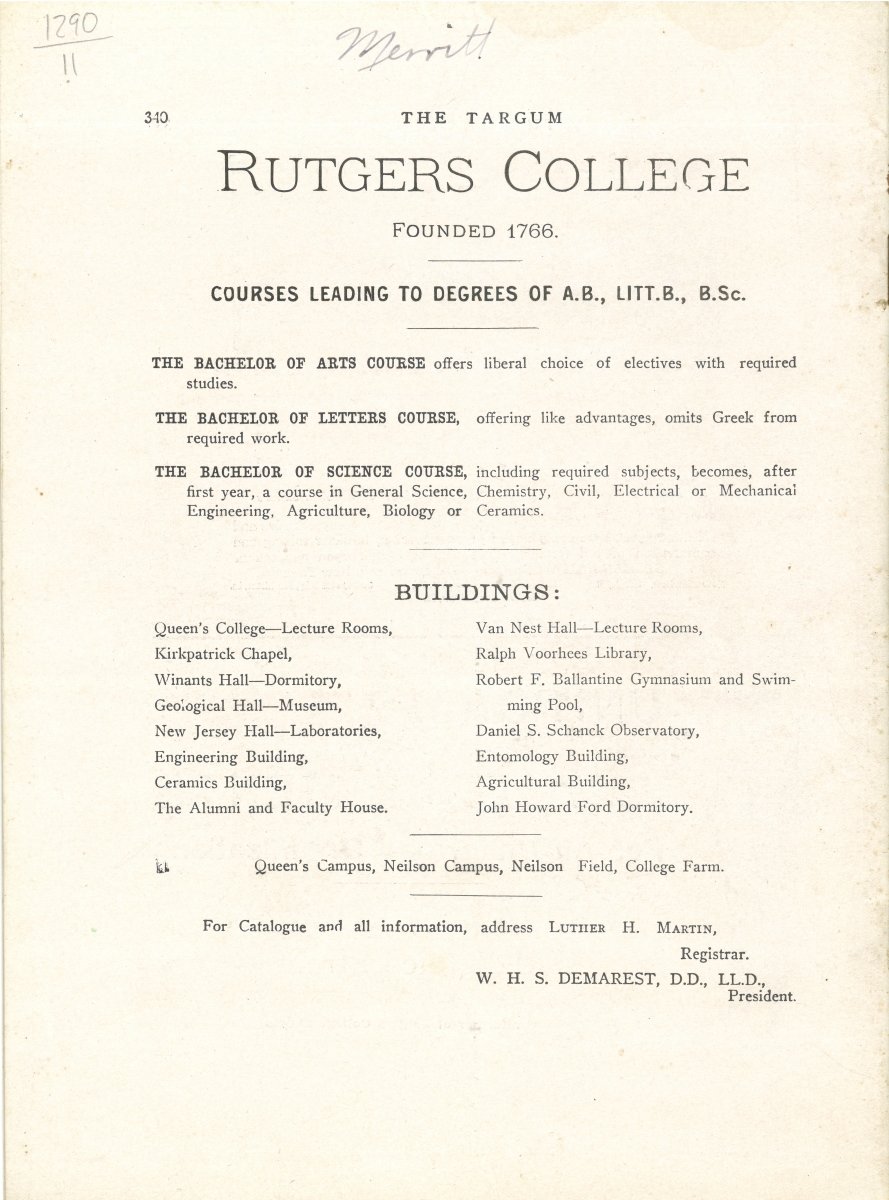 1290
11
Merritt
340
THE TARGUM
RUTGERS COLLEGE
FOUNDED 1766.
COURSES LEADING TO DEGREES OF A.B., LITT.B., B.Sc.
THE BACHELOR OF ARTS COURSE offers liberal choice of electives with required
studies.
THE BACHELOR OF LETTERS COURSE, offering like advantages, omits Greek from
required work.
THE BACHELOR OF SCIENCE COURSE, including required subjects, becomes, after
first year, a course in General Science, Chemistry, Civil, Electrical or Mechanical
Engineering, Agriculture, Biology or Ceramics.
BUILDINGS:
Queen's College—Lecture Rooms,
Kirkpatrick Chapel,
Winants Hall—Dormitory,
Geological Hall—Museum,
New Jersey Hall—Laboratories,
Engineering Building,
Ceramics Building,
The Alumni and Faculty House.
Van Nest Hall—Lecture Rooms,
Ralph Voorhees Library,
Robert F. Ballantine Gymnasium and Swim-
ming Pool,
Daniel S. Schanck Observatory,
Entomology Building,
Agricultural Building,
John Howard Ford Dormitory.
Queen's Campus, Neilson Campus, Neilson Field, College Farm.
For Catalogue and all information, address LUTHER H. MARTIN,
Registrar.
W. H. S. DEMAREST, D.D., LL.D.,
President.